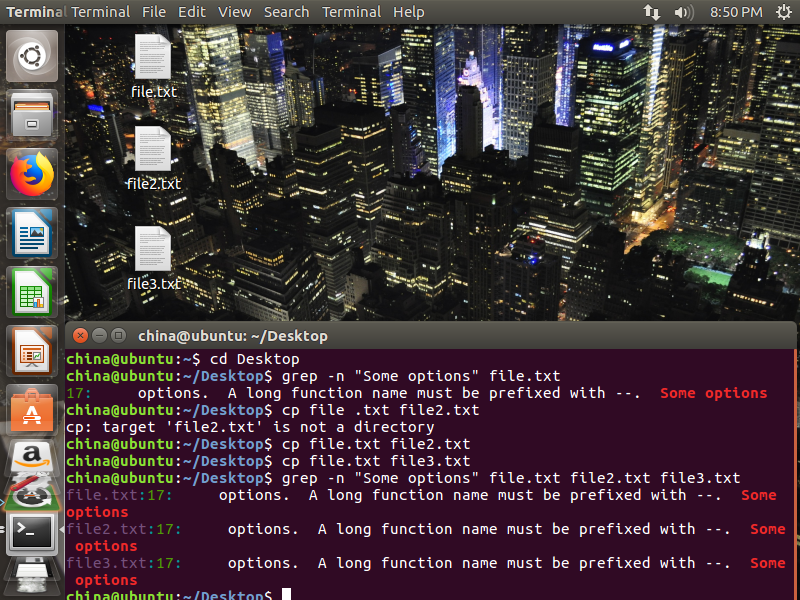 Terminal Terminal File Edit View Search Terminal Help 8:50 PM
file.txt
file2.txt
file3.txt
china@ubuntu: ~/Desktop
china@ubuntu:~$ cd Desktop
china@ubuntu:~/Desktop$ grep -n "Some options" file.txt
17:     options.  A long function name must be prefixed with --.  Some options
china@ubuntu:~/Desktop$ cp file .txt file2.txt
cp: target 'file2.txt' is not a directory
china@ubuntu:~/Desktop$ cp file.txt file2.txt
china@ubuntu:~/Desktop$ cp file.txt file3.txt
china@ubuntu:~/Desktop$ grep -n "Some options" file.txt file2.txt file3.txt
file.txt:17:     options.  A long function name must be prefixed with --.  Some
options
file2.txt:17:     options.  A long function name must be prefixed with --.  Some
 options
file3.txt:17:     options.  A long function name must be prefixed with --.  Some
 options
china@ubuntu:~/Desktop$